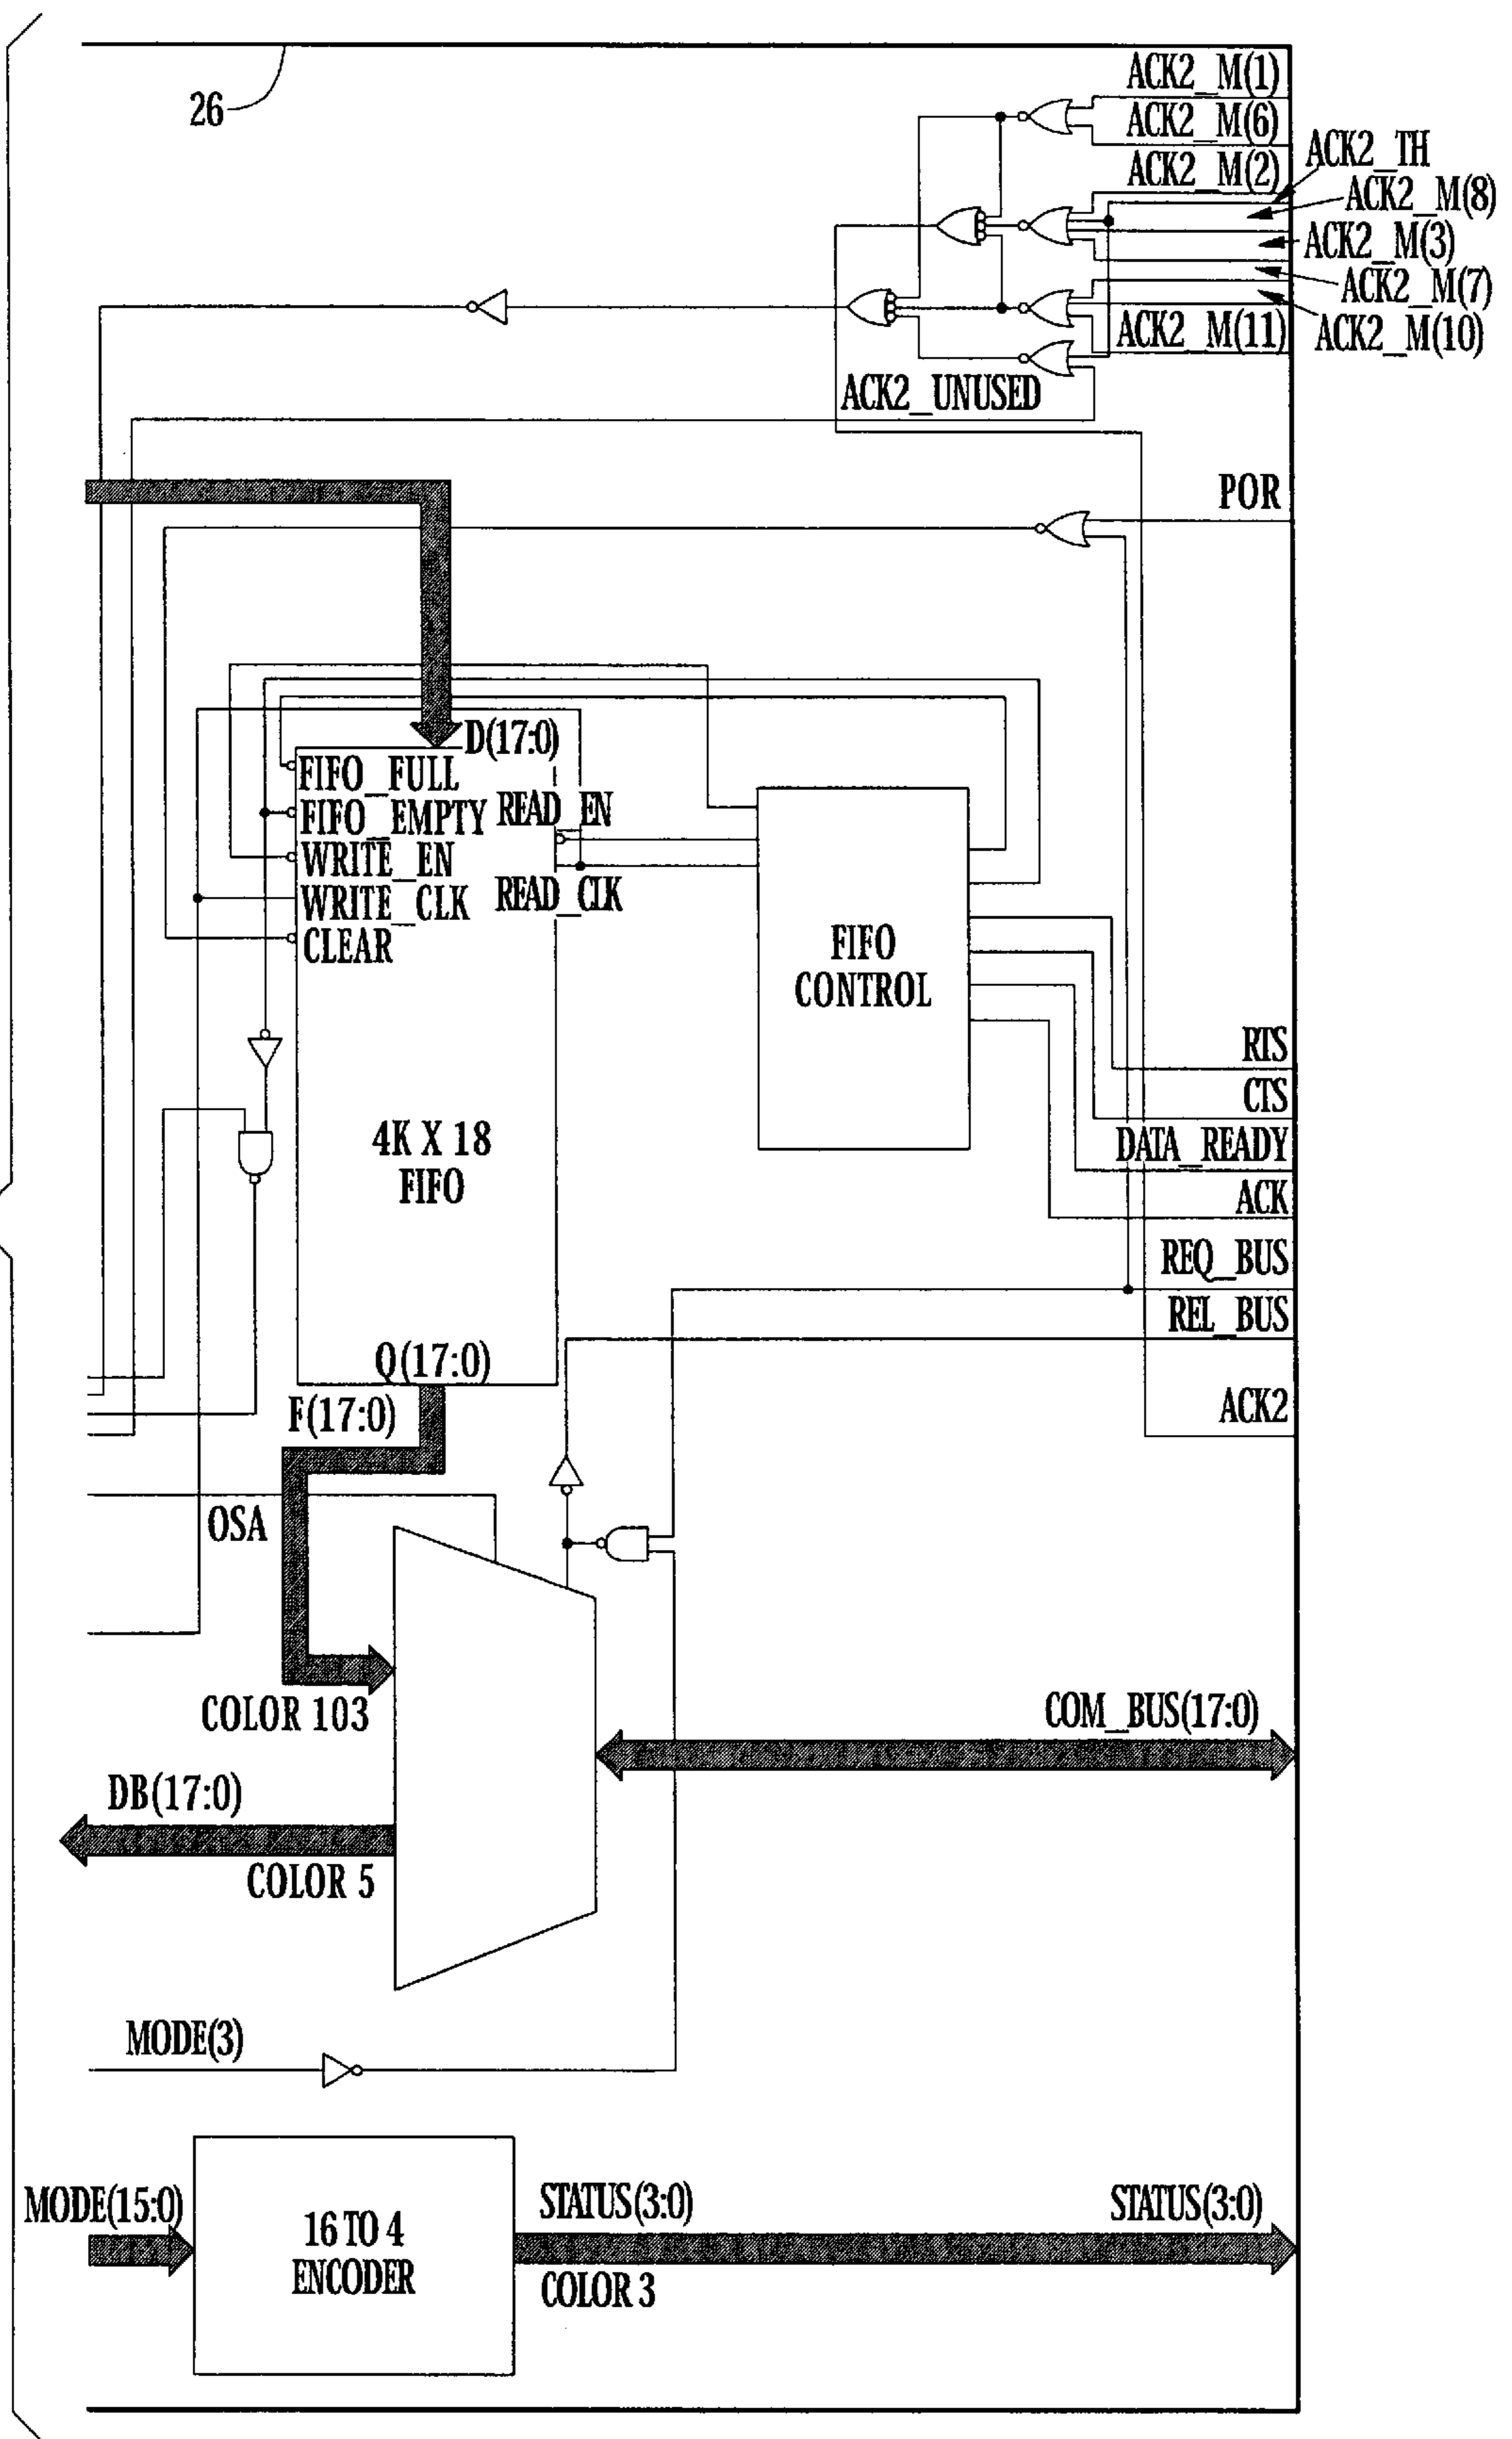 26
ACK2_M(1)
ACK2_M(6)
ACK2_M(2)
ACK2_TH
ACK2_M(8)
ACK2_M(3)
ACK2_M(7)
ACK2_M(10)
ACK2_M(11)
ACK2_UNUSED
POR
D(17:0)
FIFO_FULL
FIFO_EMPTY
READ_EN
WRITE_EN
WRITE_CLK
READ_CLK
CLEAR
FIFO
CONTROL
4K X 18
FIFO
RTS
CTS
DATA_READY
ACK
REQ_BUS
REL_BUS
Q(17:0)
F(17:0)
ACK2
OSA
COLOR 103
COM_BUS(17:0)
DB(17:0)
COLOR 5
MODE(3)
MODE(15:0)
16 TO 4
ENCODER
STATUS(3:0)
STATUS(3:0)
COLOR 3